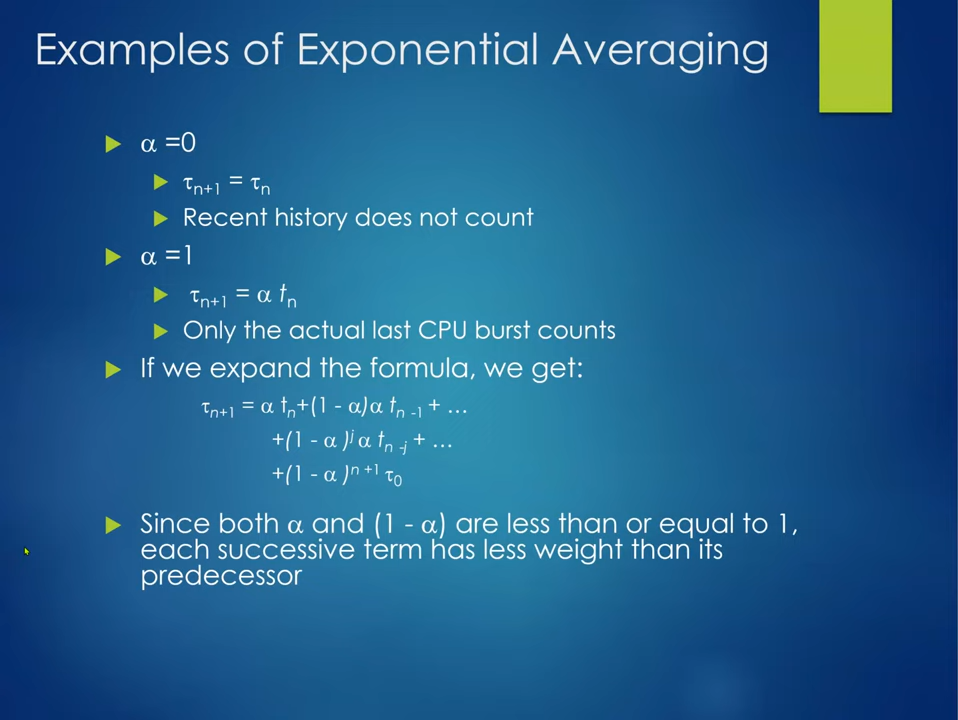 Examples of Exponential Averaging
α =0
τn+1 = τn
Recent history does not count
α =1
τn+1 = α tn
Only the actual last CPU burst counts
If we expand the formula, we get:
τn+1 = α tn+(1 - α)α tn -1 + …
+(1 - α )j α tn -j + …
+(1 - α )n +1 τ0
Since both α and (1 - α) are less than or equal to 1,
each successive term has less weight than its
predecessor